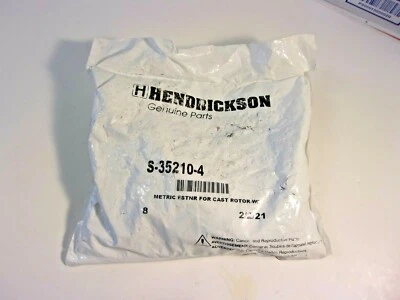 HENDRICKSON
Genuine Parts
S-35210-4
METRIC FSTNR FOR CAST ROTOR W/
8
WARNING: Cancer and Reproductive Harm